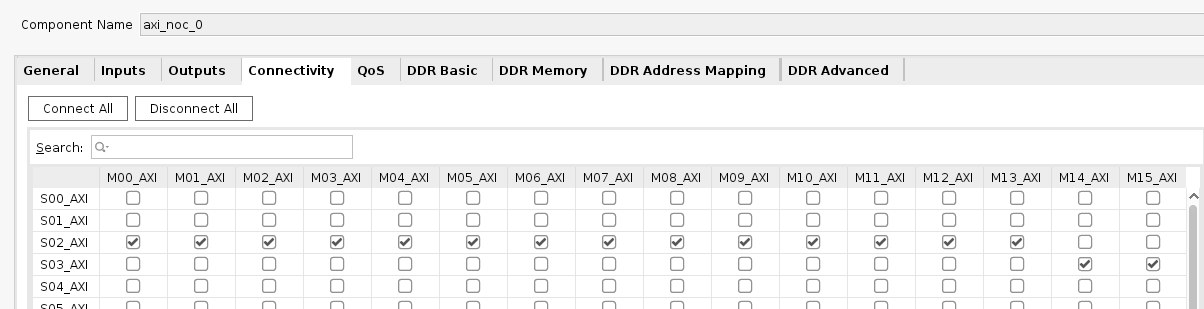 Component Name axi_noc_0
General Inputs Outputs Connectivity QoS DDR Basic DDR Memory DDR Address Mapping DDR Advanced
Connect All Disconnect All
Search:
M00_AXI M01_AXI M02_AXI M03_AXI M04_AXI M05_AXI M06_AXI M07_AXI M08_AXI M09_AXI M10_AXI M11_AXI M12_AXI M13_AXI M14_AXI M15_AXI
S00_AXI
S01_AXI
S02_AXI
S03_AXI
S04_AXI
S05_AXI